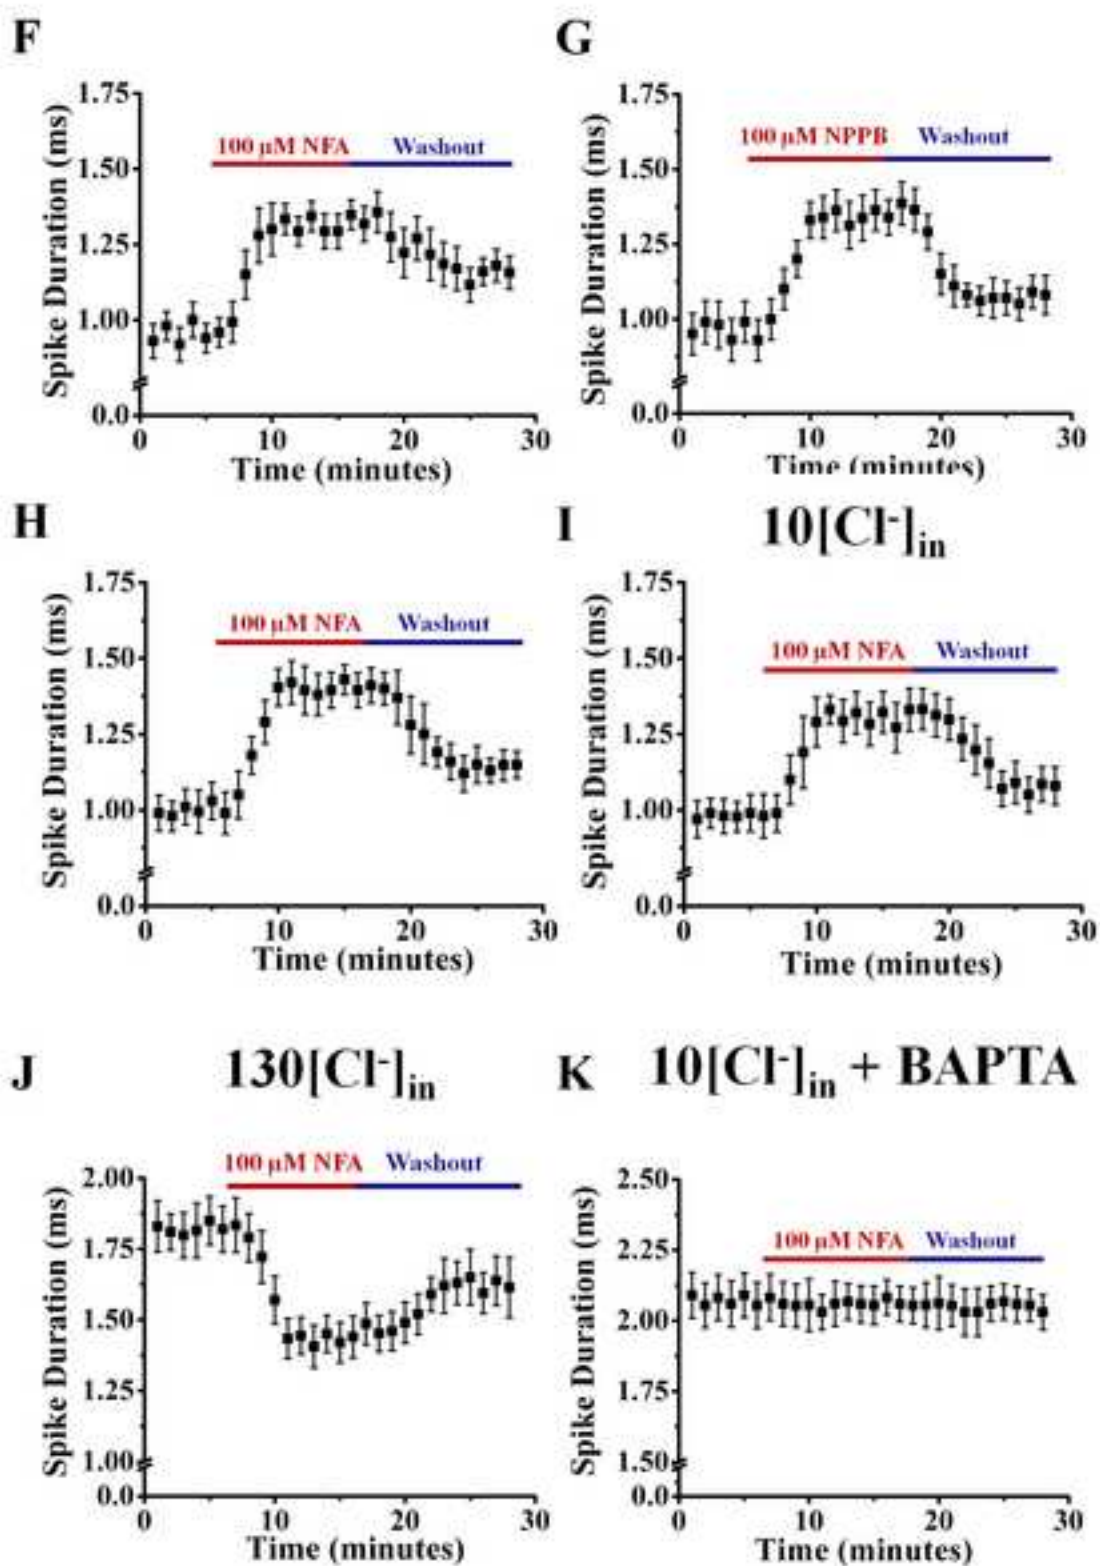 F
1.75
1.50
1.25
1.00
0.0
Spike Duration (ms)
100 µM NFA
Washout
0 10 20 30
Time (minutes)
G
1.75
1.50
1.25
1.00
0.0
Spike Duration (ms)
100 µM NPPB
Washout
0 10 20 30
Time (minutes)
H
1.75
1.50
1.25
1.00
0.0
Spike Duration (ms)
100 µM NFA
Washout
0 10 20 30
Time (minutes)
I 10[Cl-]in
1.75
1.50
1.25
1.00
0.0
Spike Duration (ms)
100 µM NFA
Washout
0 10 20 30
Time (minutes)
J 130[Cl-]in
2.00
1.75
1.50
1.25
1.00
0.0
Spike Duration (ms)
100 µM NFA
Washout
0 10 20 30
Time (minutes)
K 10[Cl-]in + BAPTA
2.50
2.25
2.00
1.75
1.50
0.0
Spike Duration (ms)
100 µM NFA
Washout
0 10 20 30
Time (minutes)